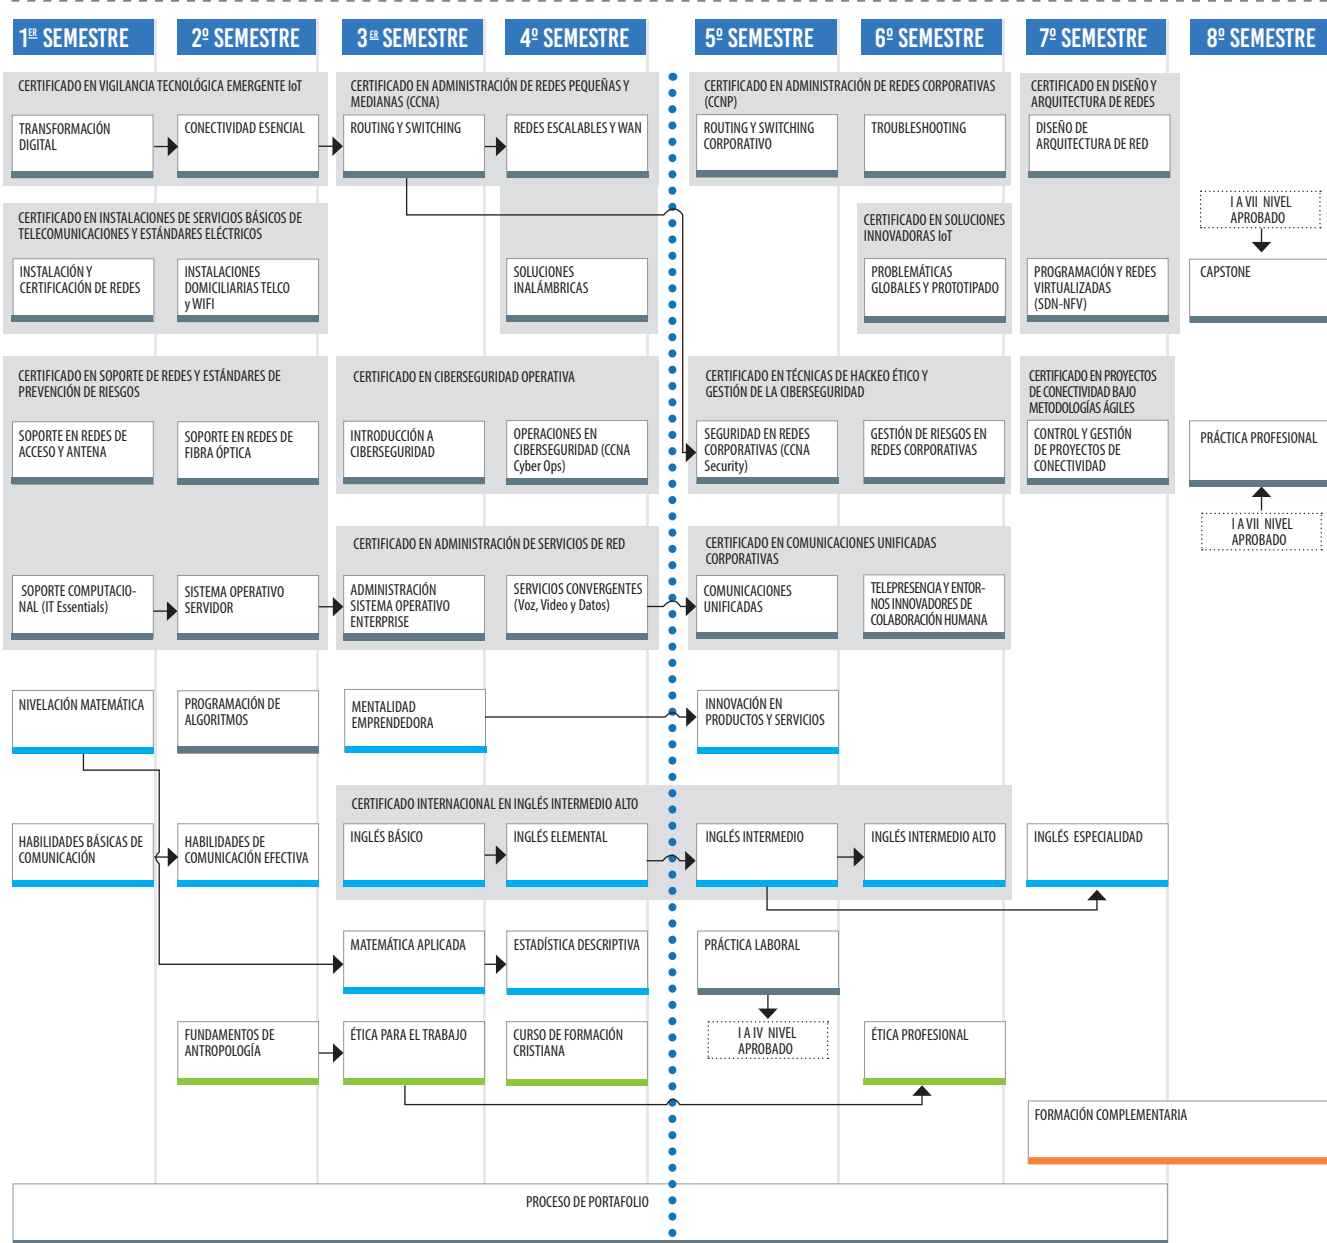 1ER SEMESTRE
2º SEMESTRE
3ER SEMESTRE
4º SEMESTRE
5º SEMESTRE
6º SEMESTRE
7º SEMESTRE
8º SEMESTRE
CERTIFICADO EN VIGILANCIA TECNOLÓGICA EMERGENTE IoT
CERTIFICADO EN ADMINISTRACIÓN DE REDES PEQUEÑAS Y
MEDIANAS (CCNA)
CERTIFICADO EN ADMINISTRACIÓN DE REDES CORPORATIVAS
(CCNP)
CERTIFICADO EN DISEÑO Y
ARQUITECTURA DE REDES
TRANSFORMACIÓN
DIGITAL
CONECTIVIDAD ESENCIAL
ROUTING Y SWITCHING
REDES ESCALABLES Y WAN
ROUTING Y SWITCHING
CORPORATIVO
TROUBLESHOOTING
DISEÑO DE
ARQUITECTURA DE RED
CERTIFICADO EN INSTALACIONES DE SERVICIOS BÁSICOS DE
TELECOMUNICACIONES Y ESTÁNDARES ELÉCTRICOS
CERTIFICADO EN SOLUCIONES
INNOVADORAS IoT
I A VII NIVEL
APROBADO
INSTALACIÓN Y
CERTIFICACIÓN DE REDES
INSTALACIONES
DOMICILIARIAS TELCO
y WIFI
SOLUCIONES
INALÁMBRICAS
PROBLEMÁTICAS
GLOBALES Y PROTOTIPADO
PROGRAMACIÓN Y REDES
VIRTUALIZADAS
(SDN-NFV)
CAPSTONE
CERTIFICADO EN SOPORTE DE REDES Y ESTÁNDARES DE
PREVENCIÓN DE RIESGOS
CERTIFICADO EN CIBERSEGURIDAD OPERATIVA
CERTIFICADO EN TÉCNICAS DE HACKEO ÉTICO Y
GESTIÓN DE LA CIBERSEGURIDAD
CERTIFICADO EN PROYECTOS
DE CONECTIVIDAD BAJO
METODOLOGÍAS ÁGILES
SOPORTE EN REDES DE
ACCESO Y ANTENA
SOPORTE EN REDES DE
FIBRA ÓPTICA
INTRODUCCIÓN A
CIBERSEGURIDAD
OPERACIONES EN
CIBERSEGURIDAD (CCNA
Cyber Ops)
SEGURIDAD EN REDES
CORPORATIVAS (CCNA
Security)
GESTIÓN DE RIESGOS EN
REDES CORPORATIVAS
CONTROL Y GESTIÓN
DE PROYECTOS DE
CONECTIVIDAD
PRÁCTICA PROFESIONAL
I A VII NIVEL
APROBADO
CERTIFICADO EN ADMINISTRACIÓN DE SERVICIOS DE RED
CERTIFICADO EN COMUNICACIONES UNIFICADAS
CORPORATIVAS
SOPORTE COMPUTACIO-
NAL (IT Essentials)
SISTEMA OPERATIVO
SERVIDOR
ADMINISTRACIÓN
SISTEMA OPERATIVO
ENTERPRISE
SERVICIOS CONVERGENTES
(Voz, Video y Datos)
COMUNICACIONES
UNIFICADAS
TELEPRESENCIA Y ENTOR-
NOS INNOVADORES DE
COLABORACIÓN HUMANA
NIVELACIÓN MATEMÁTICA
PROGRAMACIÓN DE
ALGORITMOS
MENTALIDAD
EMPRENDEDORA
INNOVACIÓN EN
PRODUCTOS Y SERVICIOS
CERTIFICADO INTERNACIONAL EN INGLÉS INTERMEDIO ALTO
HABILIDADES BÁSICAS DE
COMUNICACIÓN
HABILIDADES DE
COMUNICACIÓN EFECTIVA
INGLÉS BÁSICO
INGLÉS ELEMENTAL
INGLÉS INTERMEDIO
INGLÉS INTERMEDIO ALTO
INGLÉS ESPECIALIDAD
MATEMÁTICA APLICADA
ESTADÍSTICA DESCRIPTIVA
PRÁCTICA LABORAL
FUNDAMENTOS DE
ANTROPOLOGÍA
ÉTICA PARA EL TRABAJO
CURSO DE FORMACIÓN
CRISTIANA
I A IV NIVEL
APROBADO
ÉTICA PROFESIONAL
FORMACIÓN COMPLEMENTARIA
PROCESO DE PORTAFOLIO